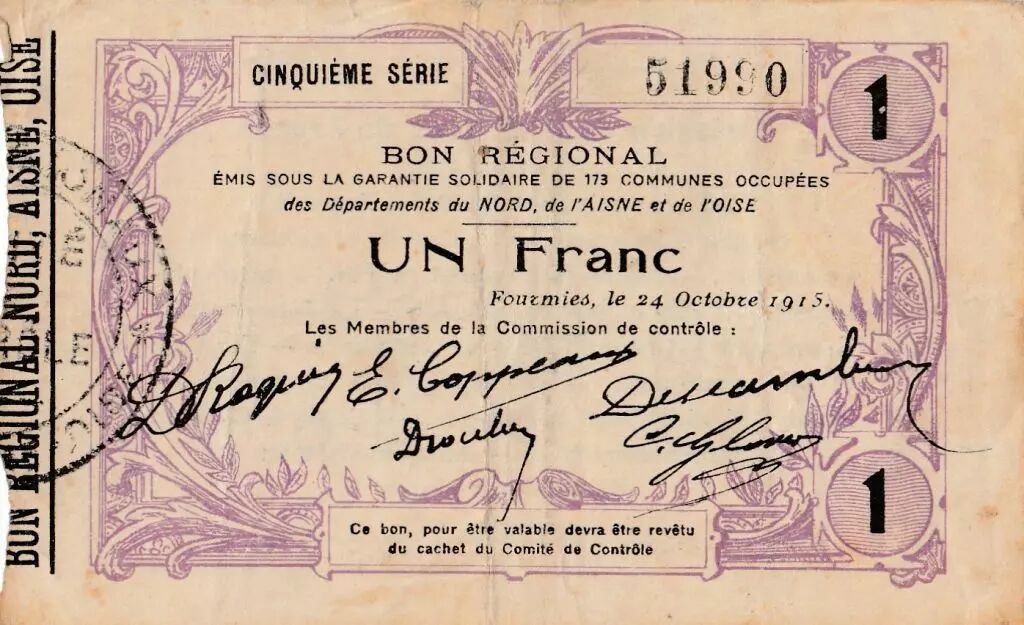 CINQUIÈME SÉRIE
51990
1
BON RÉGIONAL
ÉMIS SOUS LA GARANTIE SOLIDAIRE DE 173 COMMUNES OCCUPÉES
des Départements du NORD, de l'AISNE et de l'OISE
UN Franc
Fourmies, le 24 Octobre 1915.
Les Membres de la Commission de contrôle :
E. Coppeaux
1
Ce bon, pour être valable devra être revêtu
du cachet du Comité de Contrôle
BON RÉGIONAL NORD, AISNE, OISE